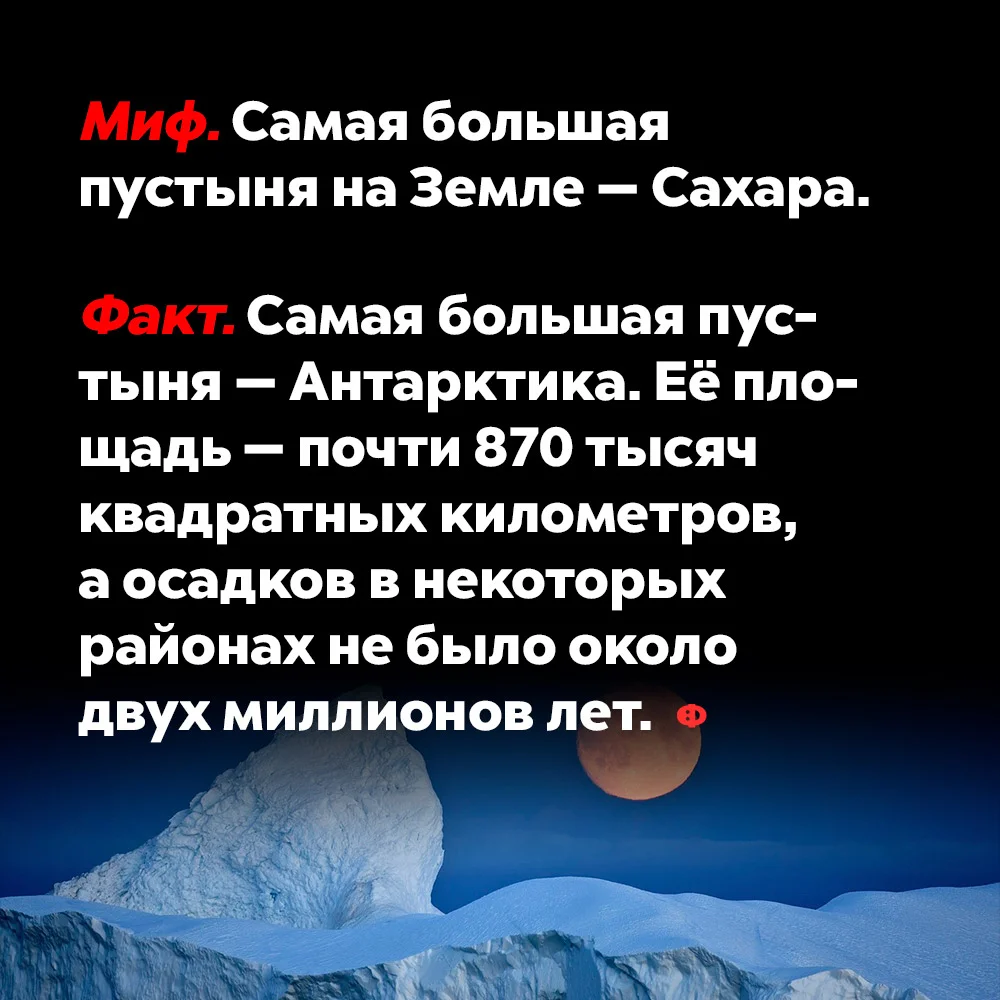 Миф. Самая большая
пустыня на Земле — Сахара.
Факт. Самая большая пус-
тыня — Антарктика. Её пло-
щадь — почти 870 тысяч
квадратных километров,
а осадков в некоторых
районах не было около
двух миллионов лет. Ф